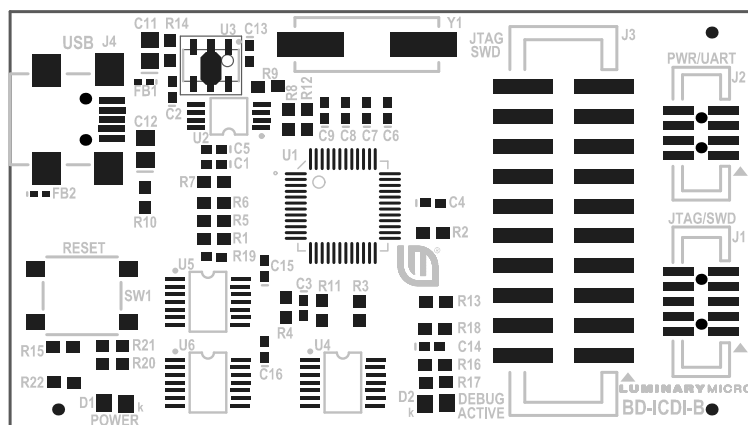 C11
R14
U3
C13
Y1
JTAG
SWD
J3
USB
J4
PWR/UART
J2
FB1
C2
R9
R8
R12
C12
U2
C9
C8
C7
C6
C5
C1
U1
R7
FB2
R10
R6
C4
R5
R2
R1
JTAG/SWD
J1
R19
RESET
C15
®
U5
SW1
C3
R11
R3
R13
R4
R18
R15
R21
U6
U4
C14
R20
C16
R16
R22
R17
LUMINARYMICRO
D1
k
POWER
D2
k
DEBUG
ACTIVE
BD-ICDI-B